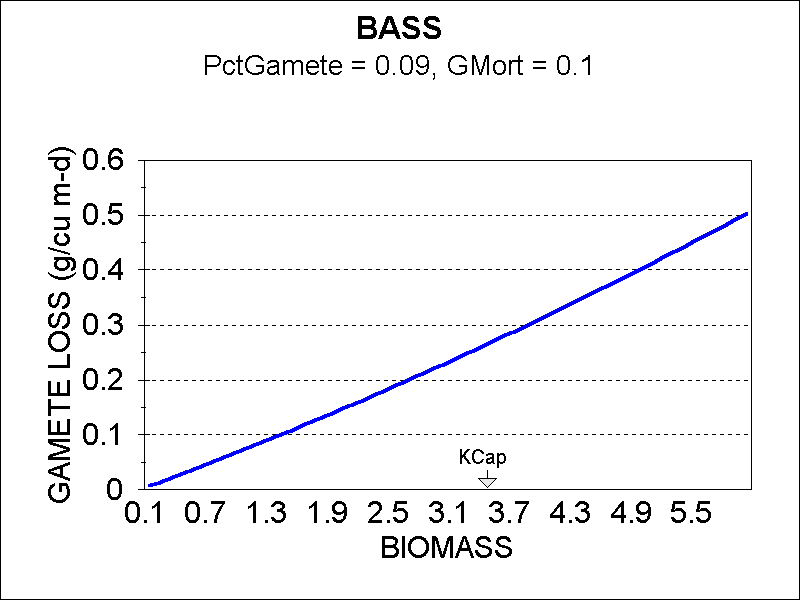 BASS
PctGamete = 0.09, GMort = 0.1
GAMETE LOSS (g/cu m-d)
0.6
0.5
0.4
0.3
0.2
0.1
0
KCap
0.1 0.7 1.3 1.9 2.5 3.1 3.7 4.3 4.9 5.5
BIOMASS